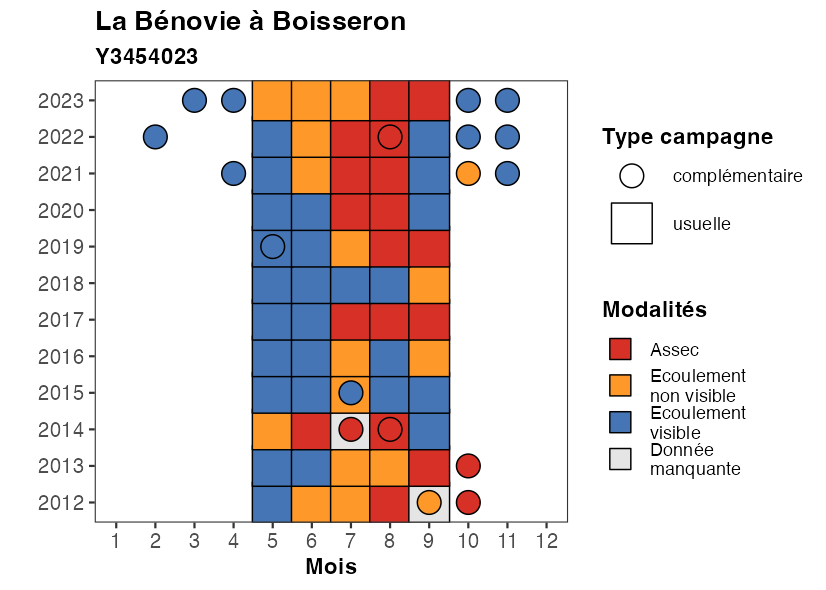 La Bénovie à Boisseron
Y3454023
2023
2022
2021
2020
2019
2018
2017
2016
2015
2014
2013
2012
1 2 3 4 5 6 7 8 9 10 11 12
Mois
Type campagne
complémentaire
usuelle
Modalités
Assec
Ecoulement
non visible
Ecoulement
visible
Donnée
manquante